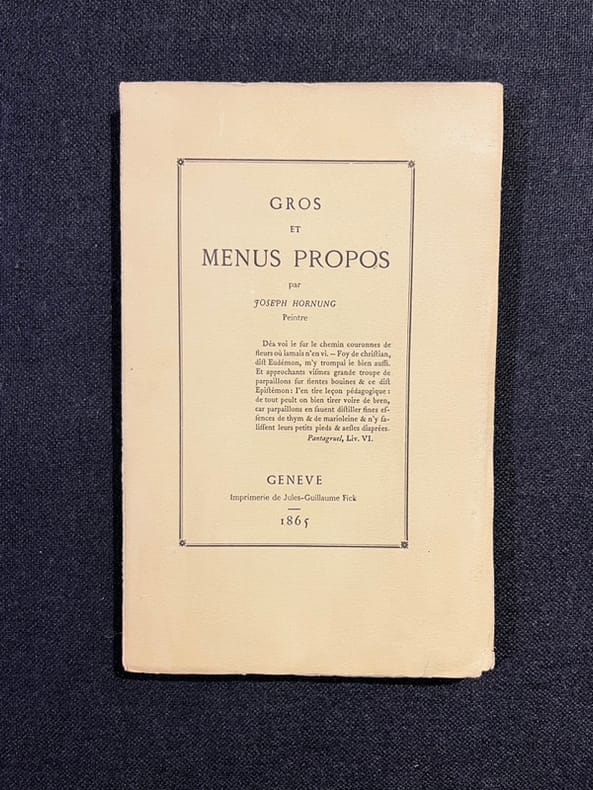 GROS
ET
MENUS PROPOS
par
JOSEPH HORNUNG
Peintre
Déa voi ie ſur le chemin couronnes de
fleurs où iamais n'en vi. — Foy de chriſtian,
diſt Eudémon, m'y trompai ie bien auſſi.
Et approchants viſmes grande troupe de
parpaillons ſur fientes bouines & ce diſt
Epiſtémon: I'en tire leçon pédagogique:
de tout peult on bien tirer voire de bren,
car parpaillons en ſauent diſtiller fines eſ-
ſences de thym & de marioleine & n'y ſa-
liſſent leurs petits pieds & aeſles diaprées.
Pantagruel, Liv. VI.
GENEVE
Imprimerie de Jules-Guillaume Fick
1865